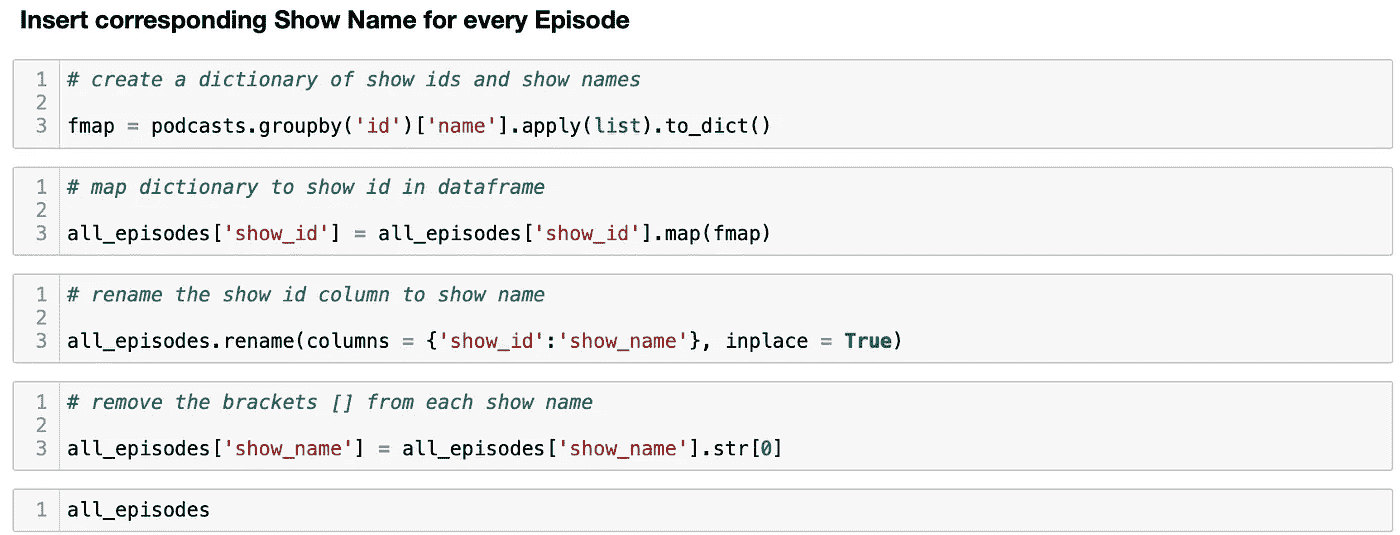 Insert corresponding Show Name for every Episode
1 # create a dictionary of show ids and show names
2
3 fmap = podcasts.groupby('id')['name'].apply(list).to_dict()
1 # map dictionary to show id in dataframe
2
3 all_episodes['show_id'] = all_episodes['show_id'].map(fmap)
1 # rename the show id column to show name
2
3 all_episodes.rename(columns = {'show_id':'show_name'}, inplace = True)
1 # remove the brackets [] from each show name
2
3 all_episodes['show_name'] = all_episodes['show_name'].str[0]
1 all_episodes